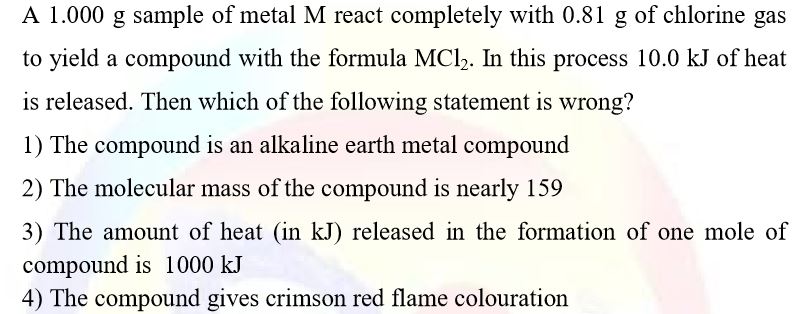 A 1.000 g sample of metal M react completely with 0.81 g of chlorine gas
to yield a compound with the formula MCl₂. In this process 10.0 kJ of heat
is released. Then which of the following statement is wrong?
1) The compound is an alkaline earth metal compound
2) The molecular mass of the compound is nearly 159
3) The amount of heat (in kJ) released in the formation of one mole of
compound is 1000 kJ
4) The compound gives crimson red flame colouration